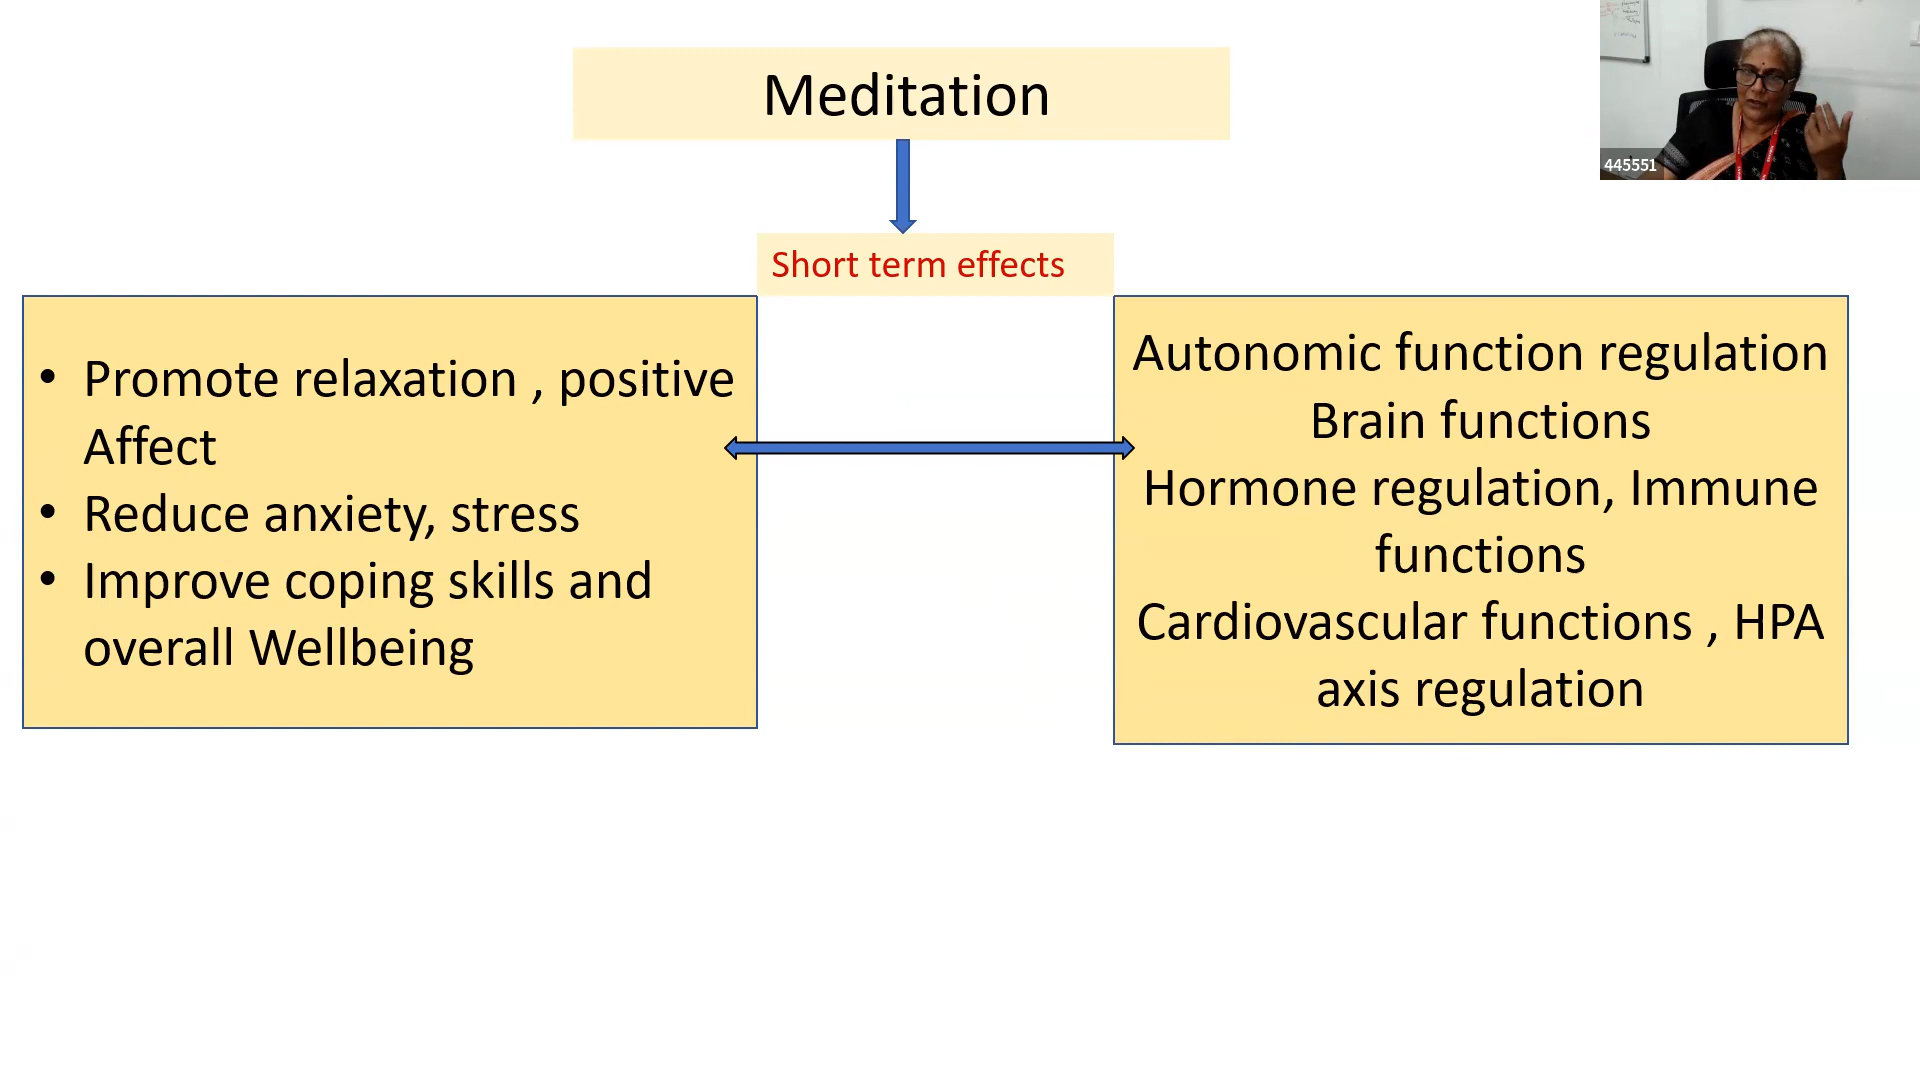 Meditation
445551
Short term effects
• Promote relaxation , positive
Affect
• Reduce anxiety, stress
• Improve coping skills and
overall Wellbeing
Autonomic function regulation
Brain functions
Hormone regulation, Immune
functions
Cardiovascular functions , HPA
axis regulation